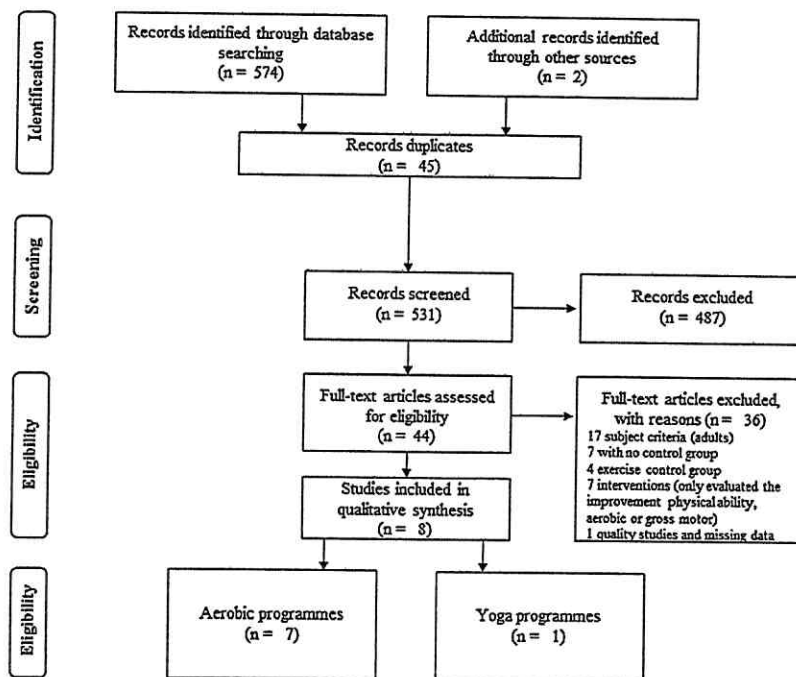 Identification
Records identified through database
searching
(n = 574)
Additional records identified
through other sources
(n = 2)
Records duplicates
(n = 45)
Screening
Records screened
(n = 531)
Records excluded
(n = 487)
Eligibility
Full-text articles assessed
for eligibility
(n = 44)
Full-text articles excluded,
with reasons (n = 36)
17 subject criteria (adults)
7 with no control group
4 exercise control group
7 interventions (only evaluated the
improvement physical ability,
aerobic or gross motor)
1 quality studies and missing data
Studies included in
qualitative synthesis
(n = 8)
Eligibility
Aerobic programmes
(n = 7)
Yoga programmes
(n = 1)